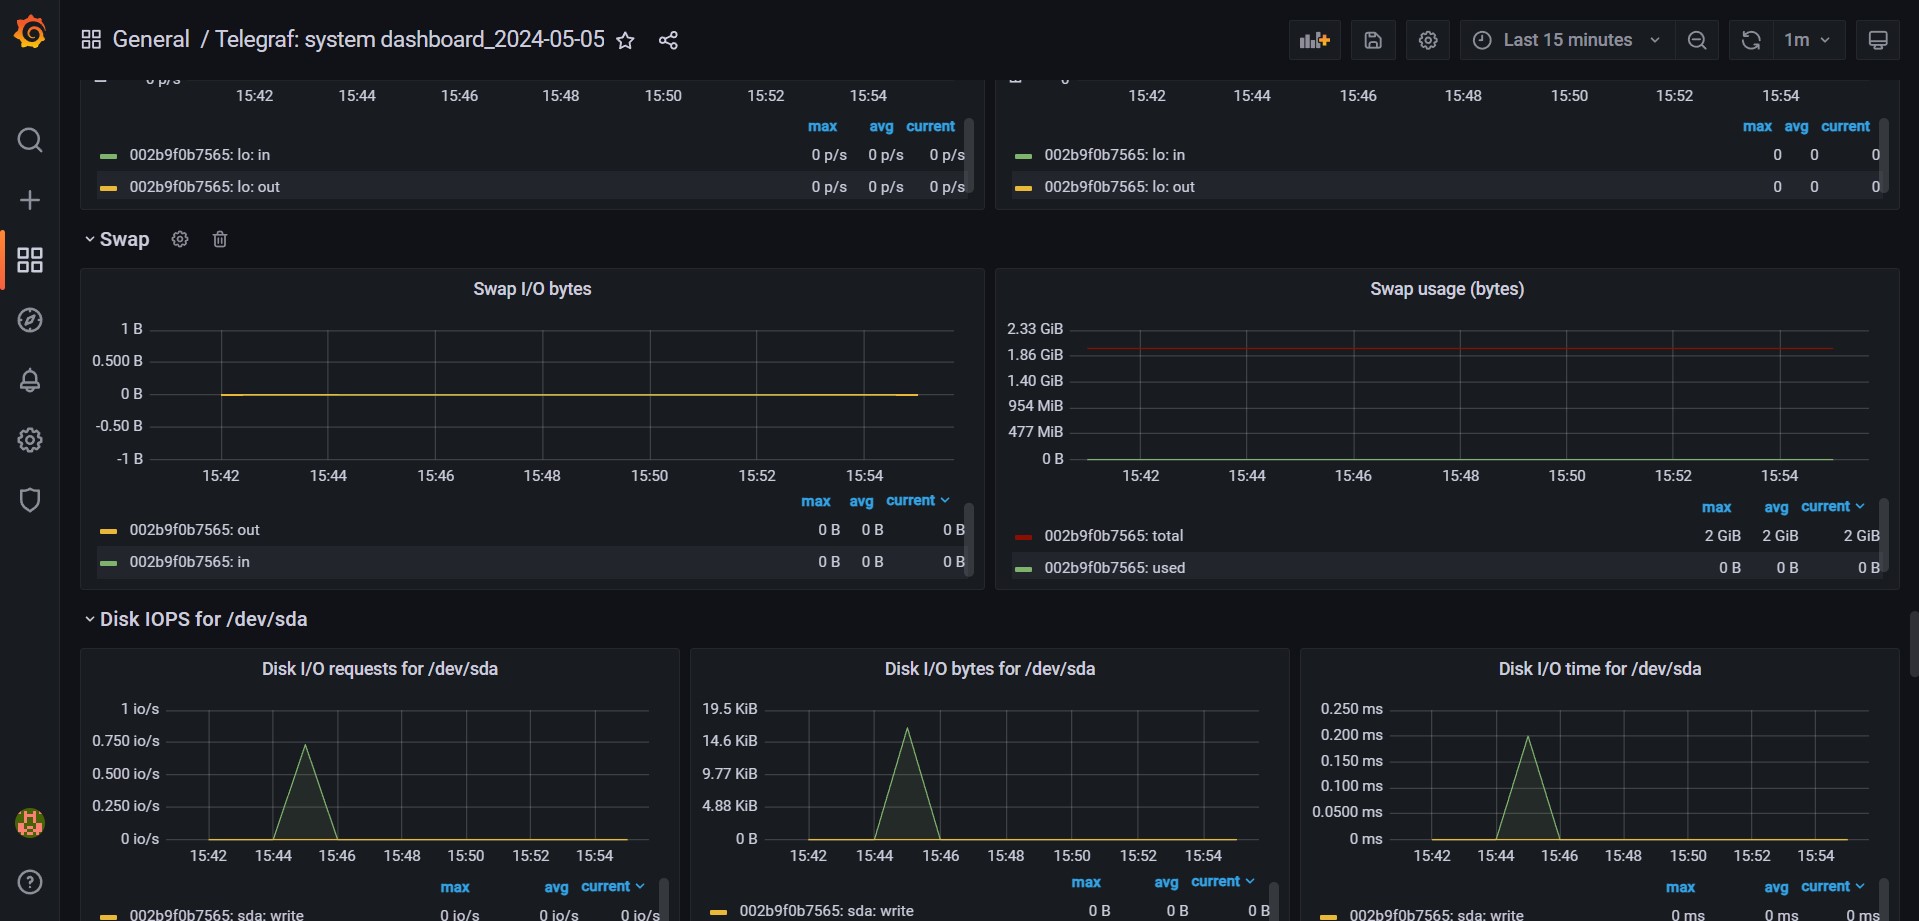 General / Telegraf: system dashboard_2024-05-05
Last 15 minutes
1m
0 p/s
15:42 15:44 15:46 15:48 15:50 15:52 15:54
max avg current
002b9f0b7565: lo: in 0 p/s 0 p/s 0 p/s
002b9f0b7565: lo: out 0 p/s 0 p/s 0 p/s
0
15:42 15:44 15:46 15:48 15:50 15:52 15:54
max avg current
002b9f0b7565: lo: in 0 0 0
002b9f0b7565: lo: out 0 0 0
Swap
Swap I/O bytes
1 B
0.500 B
0 B
-0.50 B
-1 B
15:42 15:44 15:46 15:48 15:50 15:52 15:54
max avg current
002b9f0b7565: out 0 B 0 B 0 B
002b9f0b7565: in 0 B 0 B 0 B
Swap usage (bytes)
2.33 GiB
1.86 GiB
1.40 GiB
954 MiB
477 MiB
0 B
15:42 15:44 15:46 15:48 15:50 15:52 15:54
max avg current
002b9f0b7565: total 2 GiB 2 GiB 2 GiB
002b9f0b7565: used 0 B 0 B 0 B
Disk IOPS for /dev/sda
Disk I/O requests for /dev/sda
1 io/s
0.750 io/s
0.500 io/s
0.250 io/s
0 io/s
15:42 15:44 15:46 15:48 15:50 15:52 15:54
max avg current
002b9f0b7565: sda: write 0 io/s 0 io/s 0 io/s
Disk I/O bytes for /dev/sda
19.5 KiB
14.6 KiB
9.77 KiB
4.88 KiB
0 B
15:42 15:44 15:46 15:48 15:50 15:52 15:54
max avg current
002b9f0b7565: sda: write 0 B 0 B 0 B
Disk I/O time for /dev/sda
0.250 ms
0.200 ms
0.150 ms
0.100 ms
0.0500 ms
0 ms
15:42 15:44 15:46 15:48 15:50 15:52 15:54
max avg current
002b9f0b7565: sda: write 0 ms 0 ms 0 ms